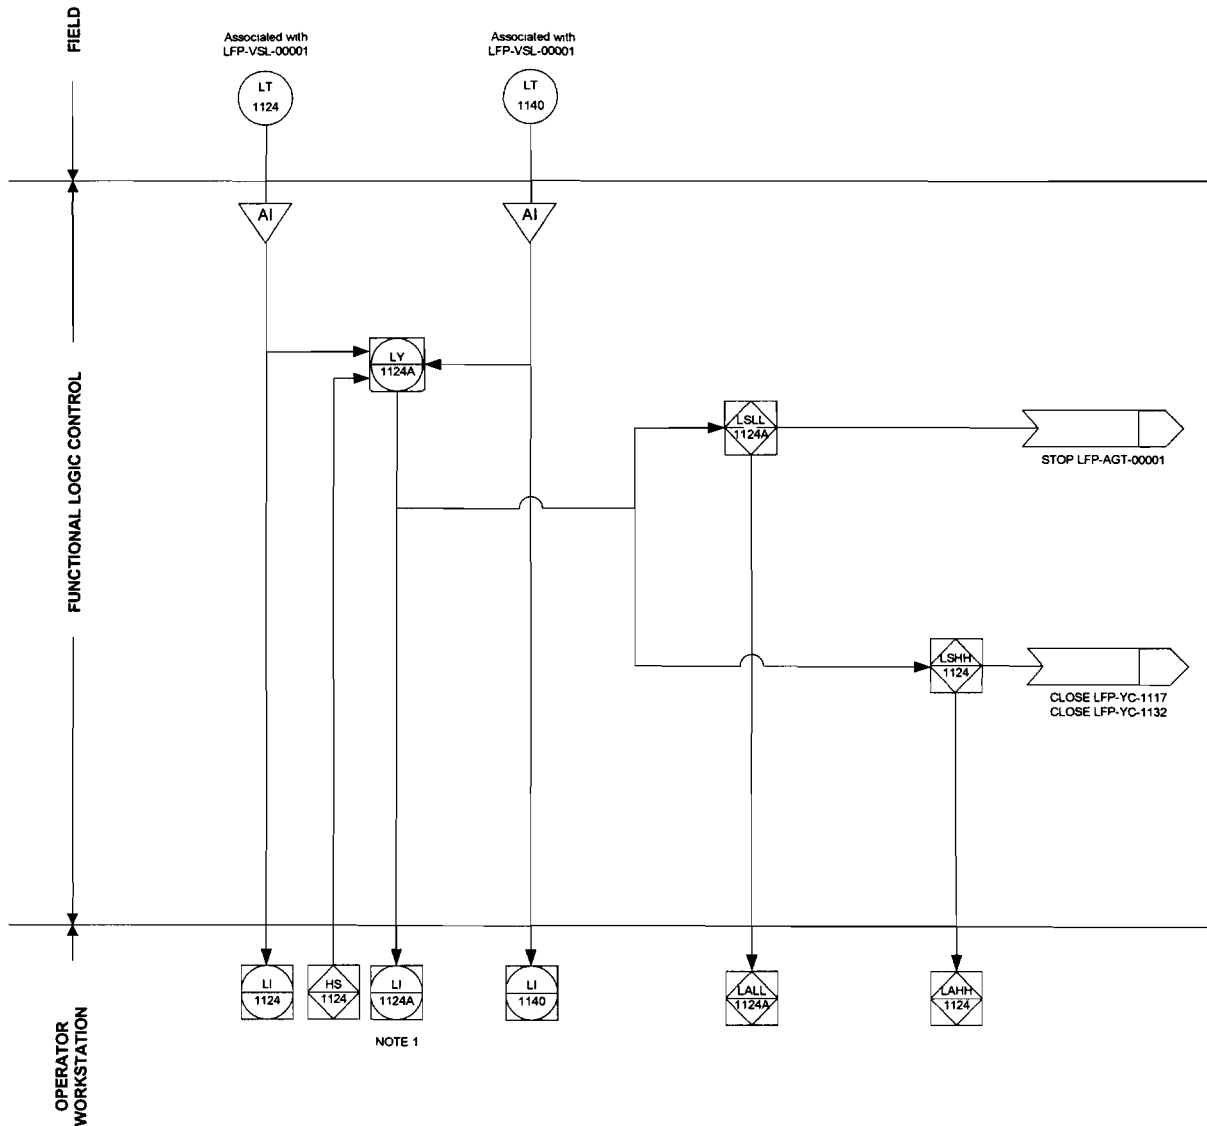 FIELD
Associated with
LFP-VSL-00001
Associated with
LFP-VSL-00001
LT
1124
LT
1140
AI
AI
FUNCTIONAL LOGIC CONTROL
LY
1124A
LSLL
1124A
STOP LFP-AGT-00001
LSHH
1124
CLOSE LFP-YC-1117
CLOSE LFP-YC-1132
OPERATOR
WORKSTATION
LI
1124
HS
1124
LI
1124A
NOTE 1
LI
1140
LALL
1124A
LAHH
1124